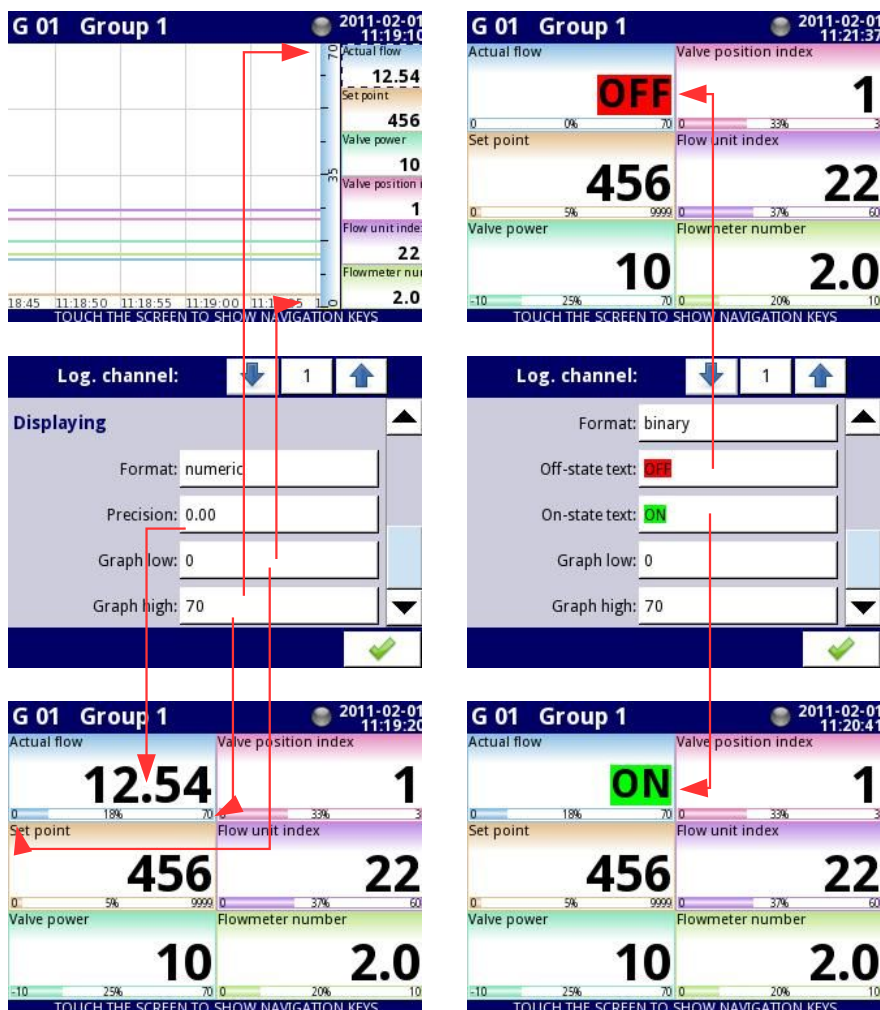 G 01 Group 1
2011-02-01
11:19:10
70
35
0
Actual flow
12.54
Set point
456
Valve power
10
Valve position i
1
Flow unit inde
22
Flowmeter nu
2.0
18:45 11:18:50 11:18:55 11:19:00
TOUCH THE SCREEN TO SHOW NAVIGATION KEYS
G 01 Group 1
2011-02-01
11:21:37
Actual flow
OFF
0 0% 70
Valve position index
1
0 33% 3
Set point
456
0 5% 9999
Flow unit index
22
0 37% 60
Valve power
10
-10 25% 70
Flowmeter number
2.0
0 20% 10
TOUCH THE SCREEN TO SHOW NAVIGATION KEYS
Log. channel: 1
Displaying
Format: numeric
Precision: 0.00
Graph low: 0
Graph high: 70
Log. channel: 1
Format: binary
Off-state text: OFF
On-state text: ON
Graph low: 0
Graph high: 70
G 01 Group 1
2011-02-01
11:19:20
Actual flow
12.54
0 18% 70
Valve position index
1
0 33% 3
Set point
456
0 5% 9999
Flow unit index
22
0 37% 60
Valve power
10
-10 25% 70
Flowmeter number
2.0
0 20% 10
TOUCH THE SCREEN TO SHOW NAVIGATION KEYS
G 01 Group 1
2011-02-01
11:20:41
Actual flow
ON
0 18% 70
Valve position index
1
0 33% 3
Set point
456
0 5% 9999
Flow unit index
22
0 37% 60
Valve power
10
-10 25% 70
Flowmeter number
2.0
0 20% 10
TOUCH THE SCREEN TO SHOW NAVIGATION KEYS